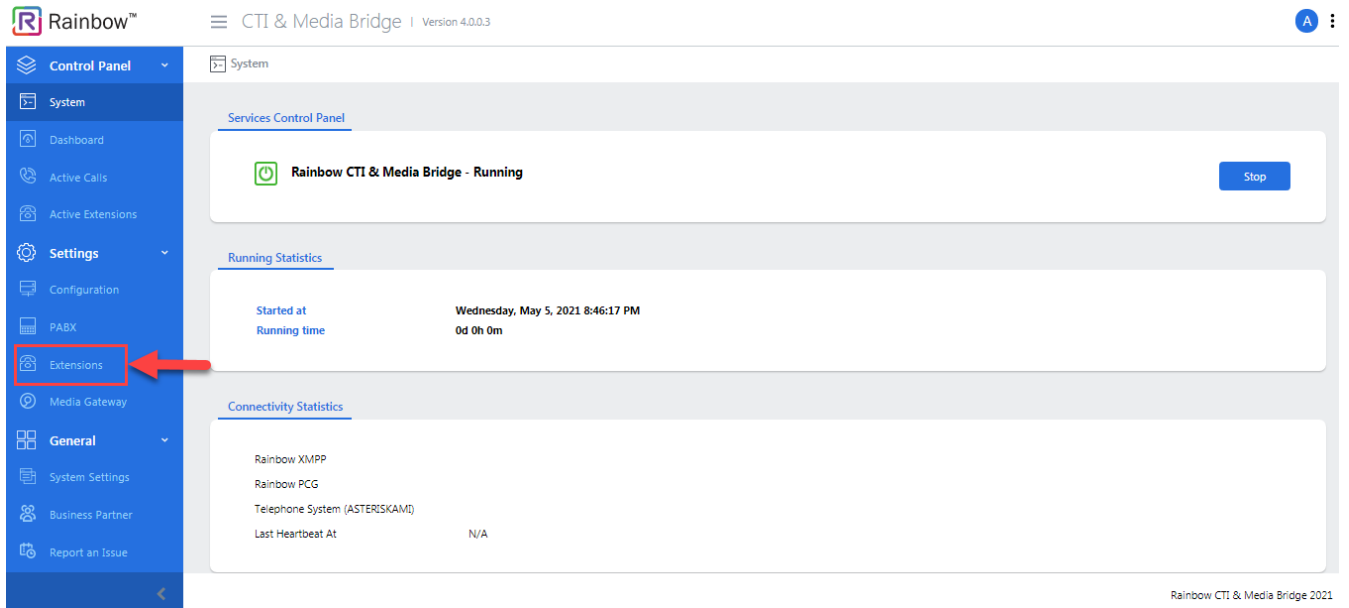 Rainbow™
CTI & Media Bridge | Version 4.0.0.3
A
Control Panel
System
Dashboard
Active Calls
Active Extensions
Settings
Configuration
PABX
Extensions
Media Gateway
General
System Settings
Business Partner
Report an Issue
System
Services Control Panel
Rainbow CTI & Media Bridge - Running
Stop
Running Statistics
Started at Wednesday, May 5, 2021 8:46:17 PM
Running time 0d 0h 0m
Connectivity Statistics
Rainbow XMPP
Rainbow PCG
Telephone System (ASTERISKAMI)
Last Heartbeat At N/A
Rainbow CTI & Media Bridge 2021